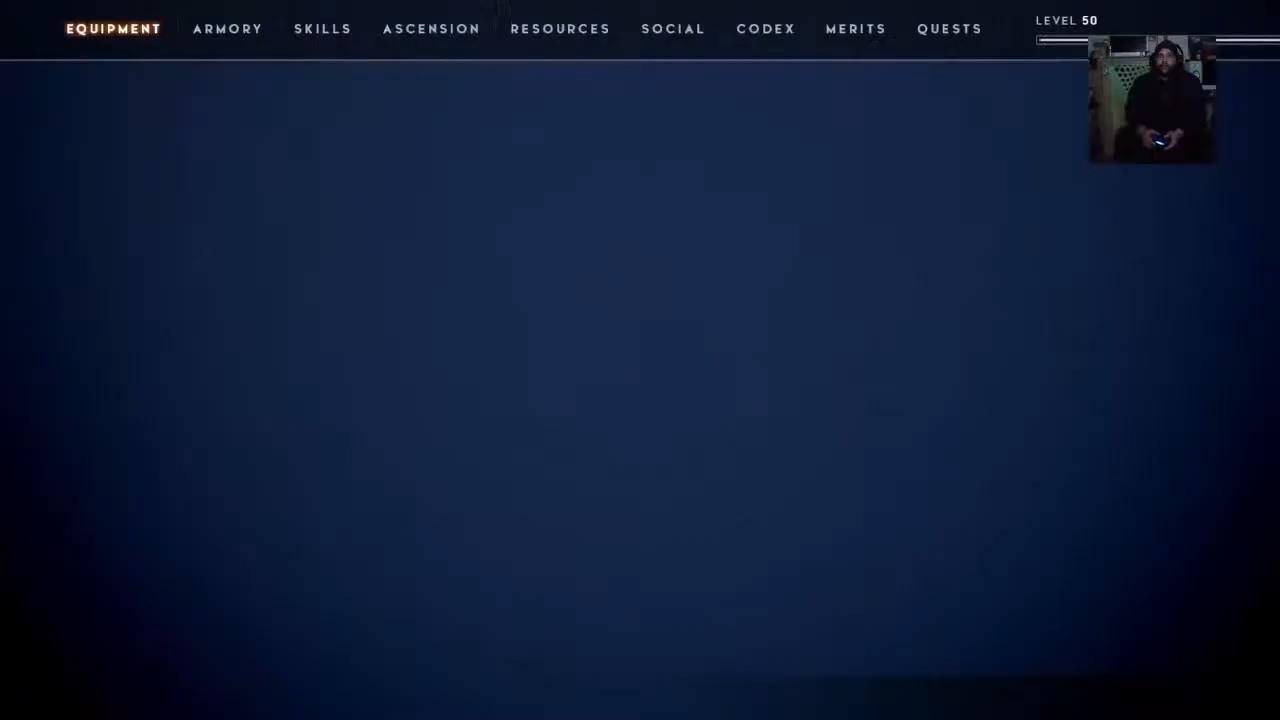 EQUIPMENT ARMORY SKILLS ASCENSION RESOURCES SOCIAL CODEX MERITS QUESTS
LEVEL 50